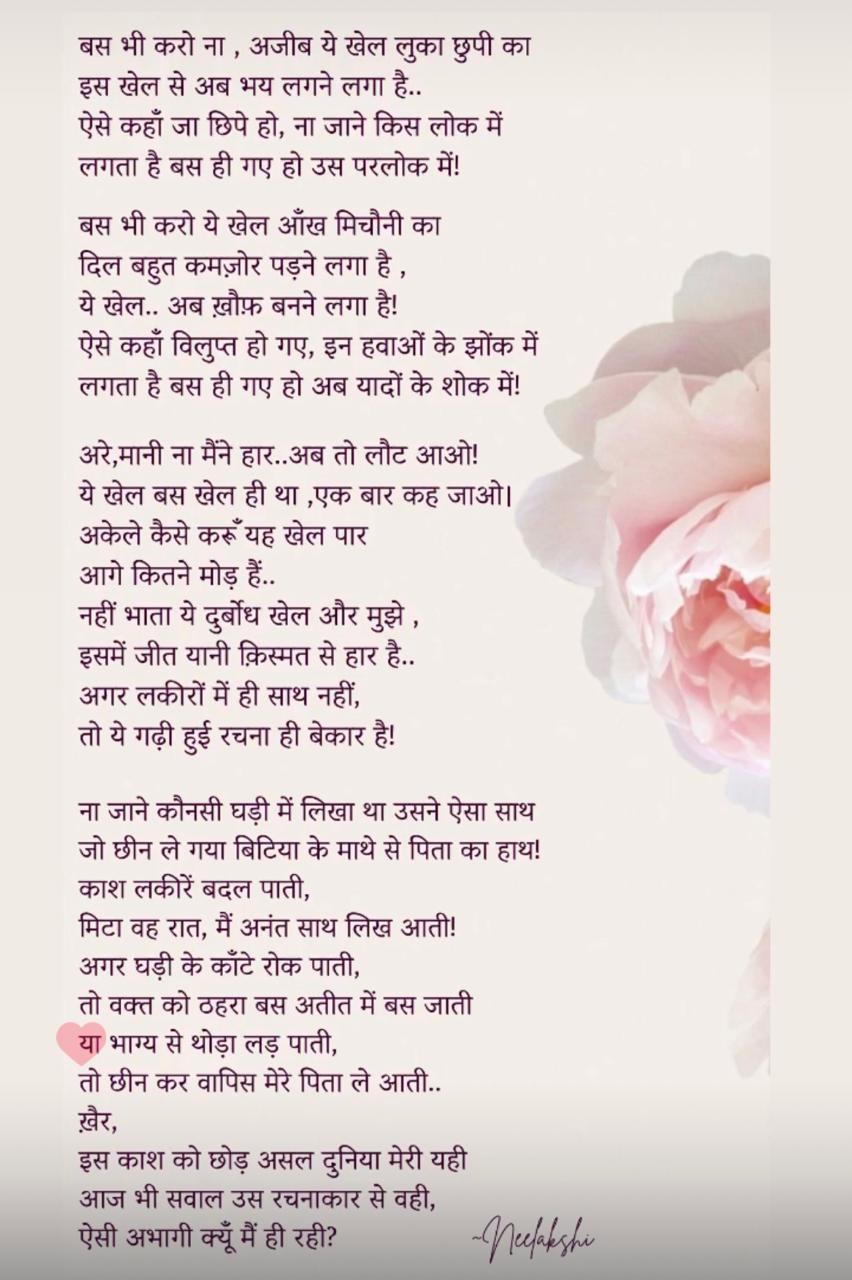 बस भी करो ना , अजीब ये खेल लुका छुपी का
इस खेल से अब भय लगने लगा है..
ऐसे कहाँ जा छिपे हो, ना जाने किस लोक में
लगता है बस ही गए हो उस परलोक में!
बस भी करो ये खेल आँख मिचौनी का
दिल बहुत कमज़ोर पड़ने लगा है ,
ये खेल.. अब ख़ौफ़ बनने लगा है!
ऐसे कहाँ विलुप्त हो गए, इन हवाओं के झोंक में
लगता है बस ही गए हो अब यादों के शोक में!
अरे,मानी ना मैंने हार..अब तो लौट आओ!
ये खेल बस खेल ही था ,एक बार कह जाओ।
अकेले कैसे करूँ यह खेल पार
आगे कितने मोड़ हैं..
नहीं भाता ये दुर्बोध खेल और मुझे ,
इसमें जीत यानी क़िस्मत से हार है..
अगर लकीरों में ही साथ नहीं,
तो ये गढ़ी हुई रचना ही बेकार है!
ना जाने कौनसी घड़ी में लिखा था उसने ऐसा साथ
जो छीन ले गया बिटिया के माथे से पिता का हाथ!
काश लकीरें बदल पाती,
मिटा वह रात, मैं अनंत साथ लिख आती!
अगर घड़ी के काँटे रोक पाती,
तो वक्त को ठहरा बस अतीत में बस जाती
या भाग्य से थोड़ा लड़ पाती,
तो छीन कर वापिस मेरे पिता ले आती..
ख़ैर,
इस काश को छोड़ असल दुनिया मेरी यही
आज भी सवाल उस रचनाकार से वही,
ऐसी अभागी क्यूँ मैं ही रही?
~Neelakshi